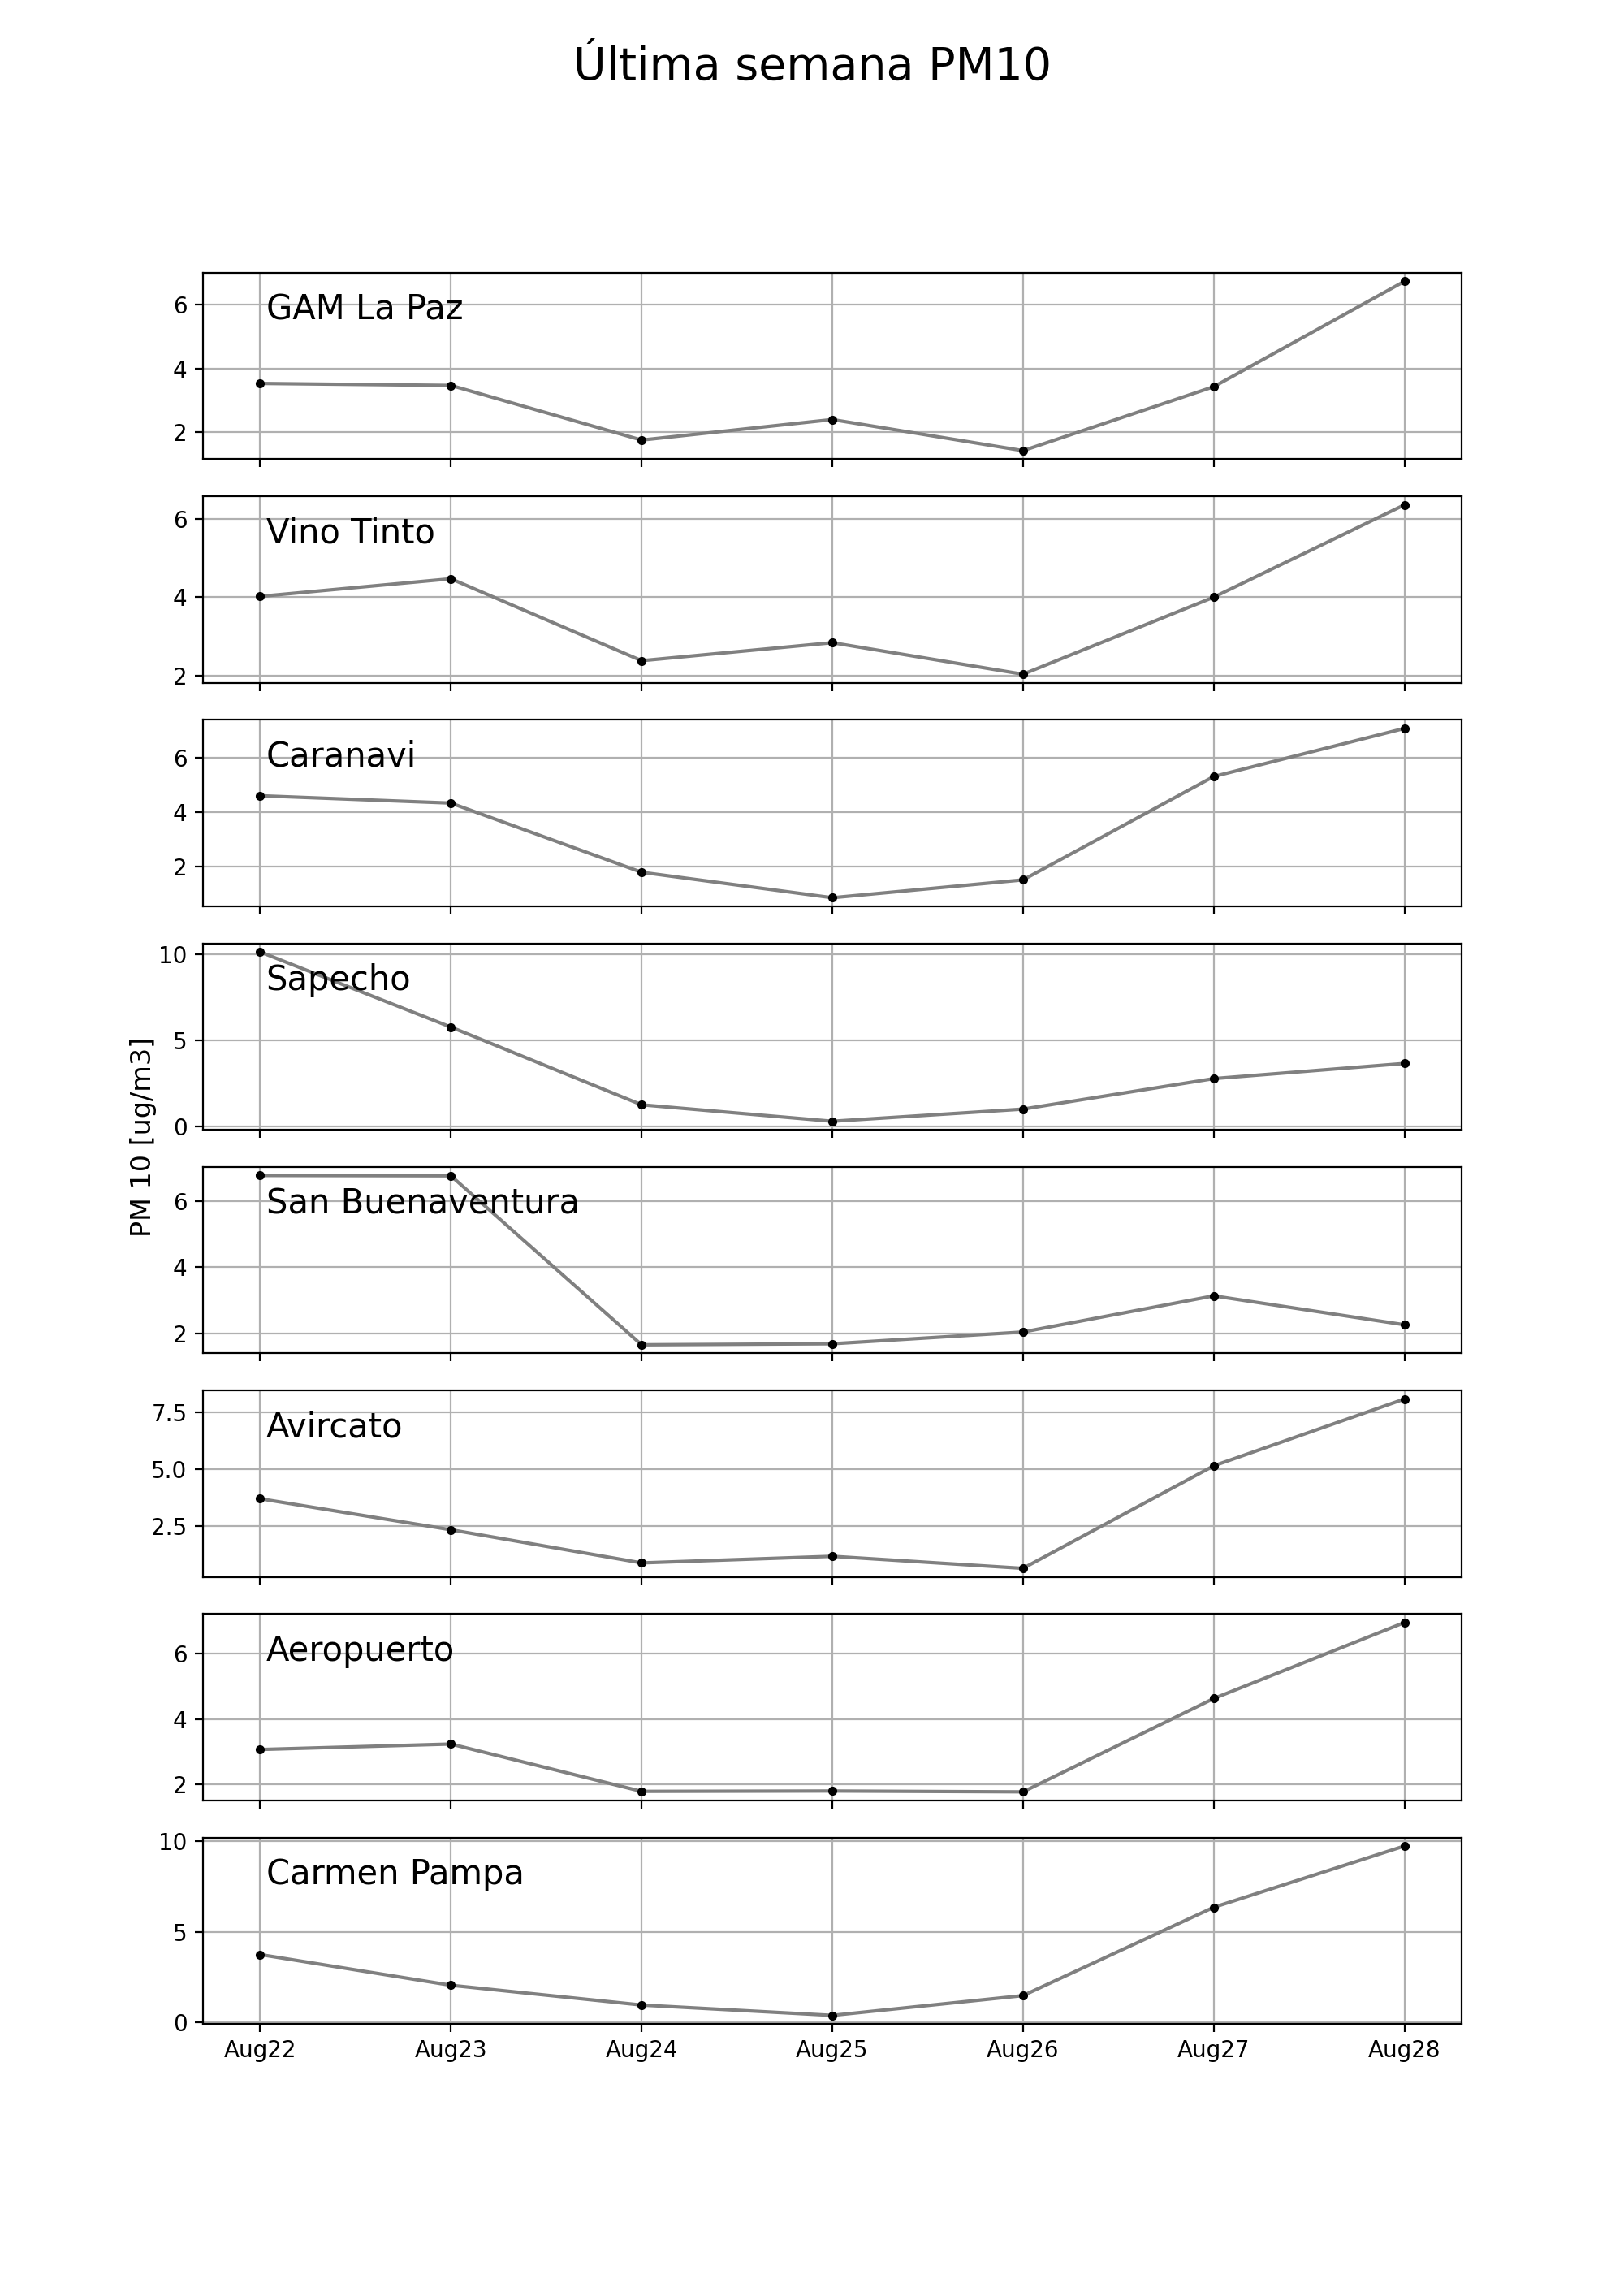 Última semana PM10
GAM La Paz
6
4
2
Vino Tinto
6
4
2
Caranavi
6
4
2
Sapecho
10
5
0
PM 10 [ug/m3]
San Buenaventura
6
4
2
Avircato
7.5
5.0
2.5
Aeropuerto
6
4
2
Carmen Pampa
10
5
0
Aug22 Aug23 Aug24 Aug25 Aug26 Aug27 Aug28